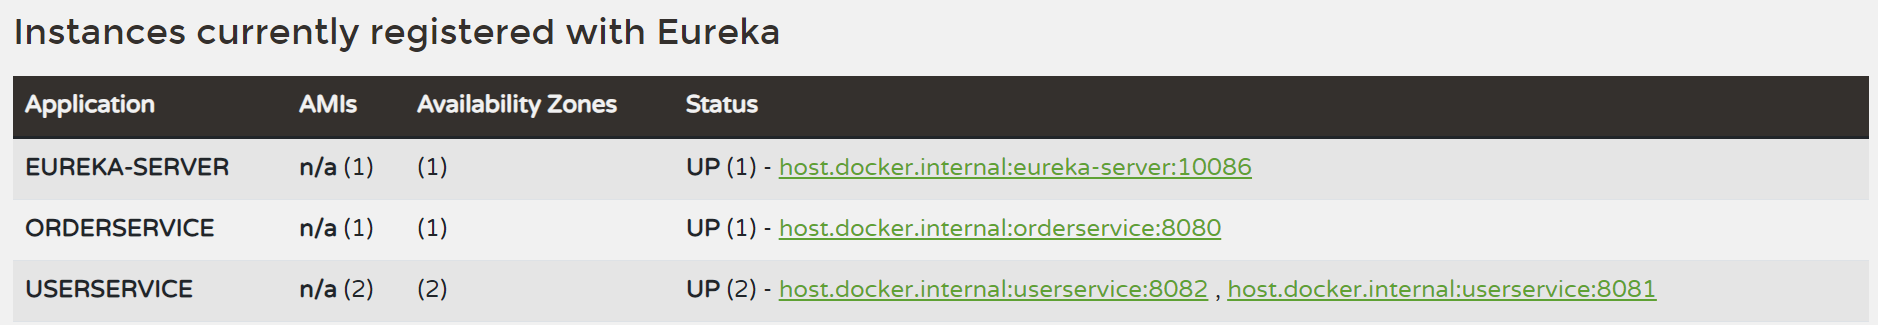 Instances currently registered with Eureka
Application AMIs Availability Zones Status
EUREKA-SERVER n/a (1) (1) UP (1) - host.docker.internal:eureka-server:10086
ORDERSERVICE n/a (1) (1) UP (1) - host.docker.internal:orderservice:8080
USERSERVICE n/a (2) (2) UP (2) - host.docker.internal:userservice:8082 , host.docker.internal:userservice:8081